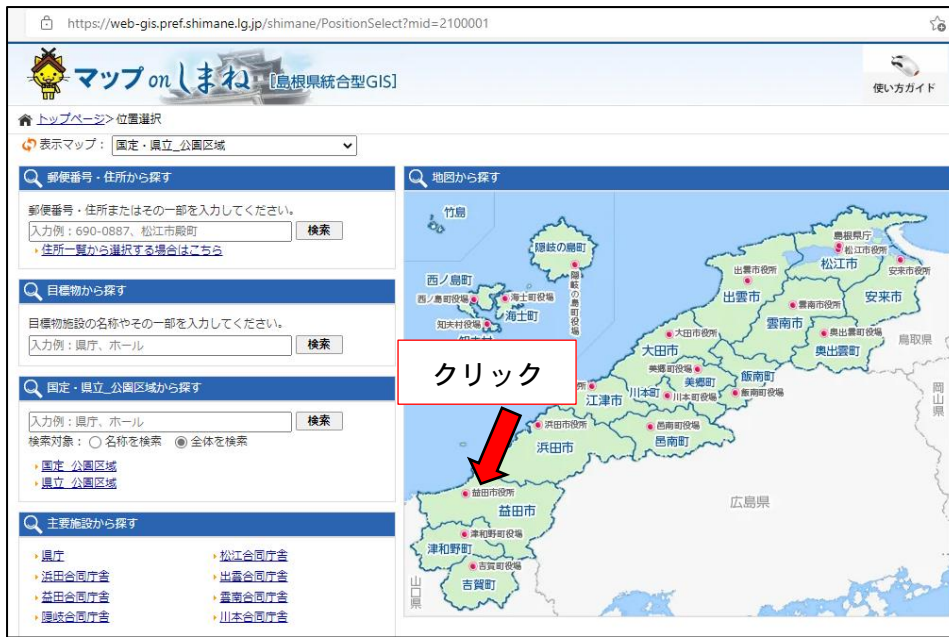 https://web-gis.pref.shimane.lg.jp/shimane/PositionSelect?mid=2100001
マップ on しまね [島根県統合型GIS]
使い方ガイド
トップページ>位置選択
表示マップ： 国定・県立_公園区域
郵便番号・住所から探す
郵便番号・住所またはその一部を入力してください。
入力例：690-0887、松江市殿町 検索
住所一覧から選択する場合はこちら
目標物から探す
目標物施設の名称やその一部を入力してください。
入力例：県庁、ホール 検索
国定・県立_公園区域から探す
入力例：県庁、ホール 検索
検索対象： 名称を検索 全体を検索
国定_公園区域
県立_公園区域
主要施設から探す
県庁 松江合同庁舎
浜田合同庁舎 出雲合同庁舎
益田合同庁舎 雲南合同庁舎
隠岐合同庁舎 川本合同庁舎
地図から探す
竹島
隠岐の島町
隠岐の島町役場
西ノ島町
西ノ島町役場
海士町役場
海士町
知夫村役場
島根県庁
松江市役所
松江市
安来市役所
安来市
出雲市役所
出雲市
雲南市役所
雲南市
奥出雲町役場
奥出雲町
鳥取県
大田市役所
大田市
美郷町役場
美郷町
飯南町
飯南町役場
川本町
川本町役場
江津市
岡山県
クリック
浜田市役所
浜田市
邑南町役場
邑南町
益田市役所
益田市
広島県
津和野町役場
津和野町
吉賀町役場
吉賀町
山口県